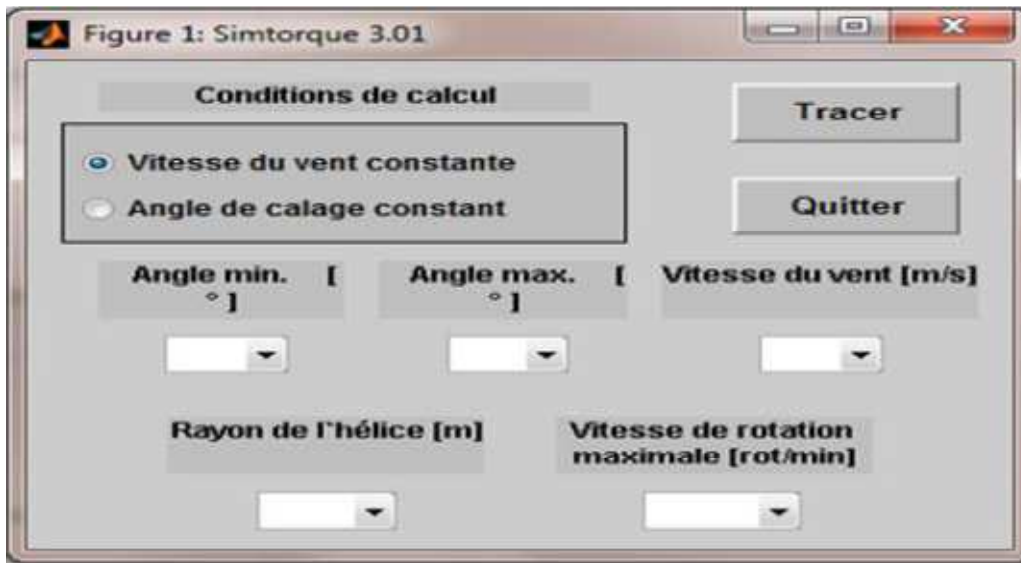 Figure 1: Simtorque 3.01
Conditions de calcul
Tracer
Vitesse du vent constante
Angle de calage constant
Quitter
Angle min. [
° ]
Angle max. [
° ]
Vitesse du vent [m/s]
Rayon de l`hélice [m]
Vitesse de rotation
maximale [rot/min]